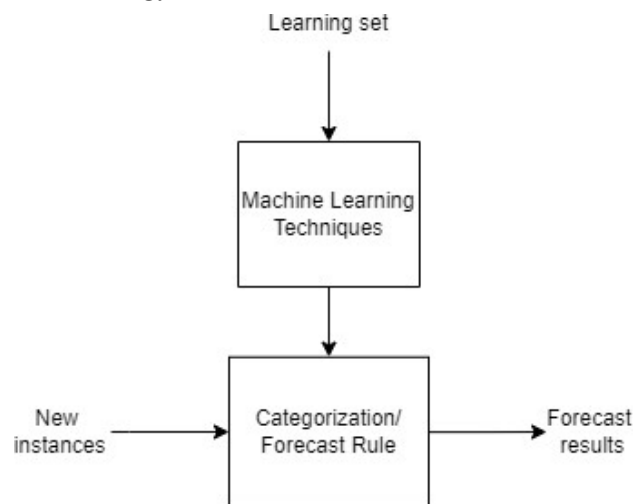 Learning set
Machine Learning
Techniques
New
instances
Categorization/
Forecast Rule
Forecast
results